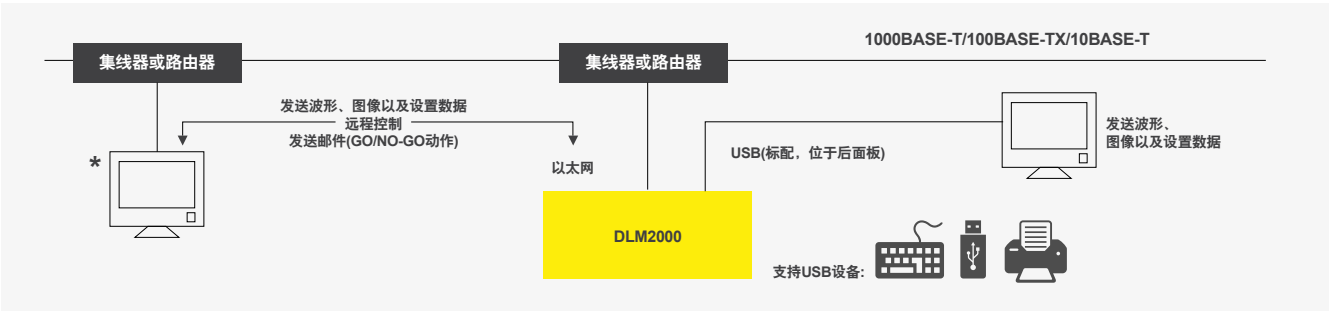 1000BASE-T/100BASE-TX/10BASE-T
集线器或路由器
集线器或路由器
发送波形、图像以及设置数据
远程控制
发送邮件(GO/NO-GO动作)
*
以太网
USB(标配，位于后面板)
发送波形、
图像以及设置数据
DLM2000
支持USB设备: